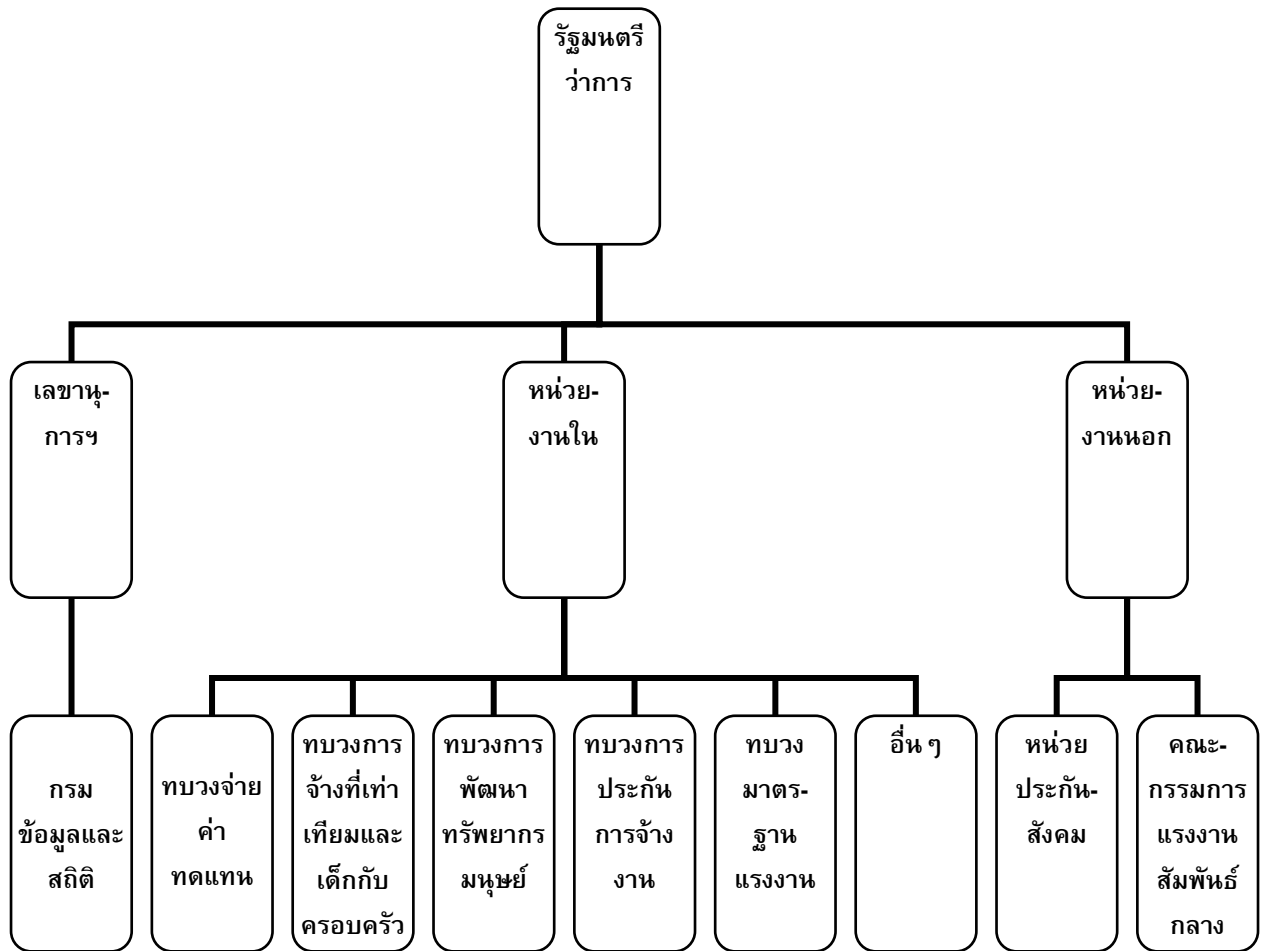 รัฐมนตรี
ว่าการ
เลขานุ-
การฯ
หน่วย-
งานใน
หน่วย-
งานนอก
กรม
ข้อมูลและ
สถิติ
ทบวงจ่าย
ค่า
ทดแทน
ทบวงการ
จ้างที่เท่า
เทียมและ
เด็กกับ
ครอบครัว
ทบวงการ
พัฒนา
ทรัพยากร
มนุษย์
ทบวงการ
ประกัน
การจ้าง
งาน
ทบวง
มาตร-
ฐาน
แรงงาน
อื่น ๆ
หน่วย
ประกัน-
สังคม
คณะ-
กรรมการ
แรงงาน
สัมพันธ์
กลาง